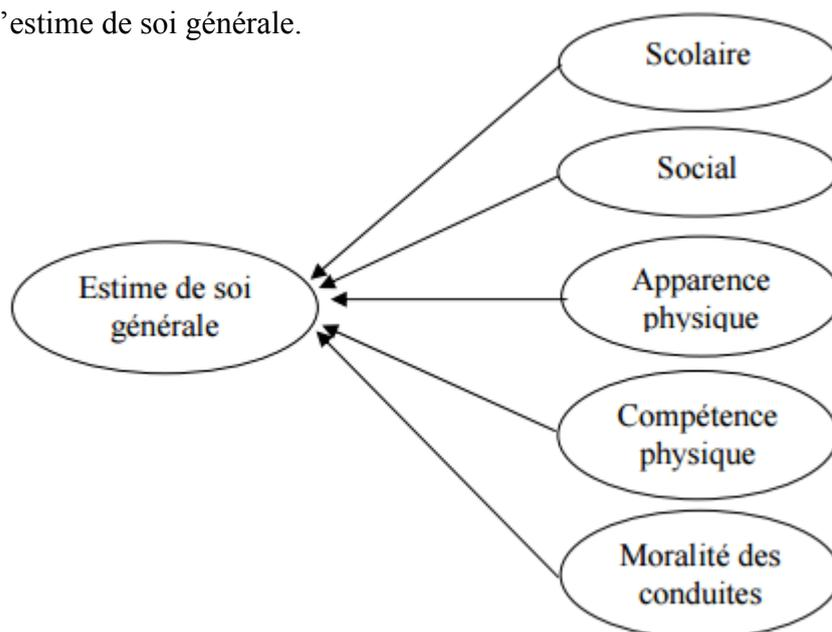 ’estime de soi générale.
Scolaire
Social
Apparence
physique
Estime de soi
générale
Compétence
physique
Moralité des
conduites